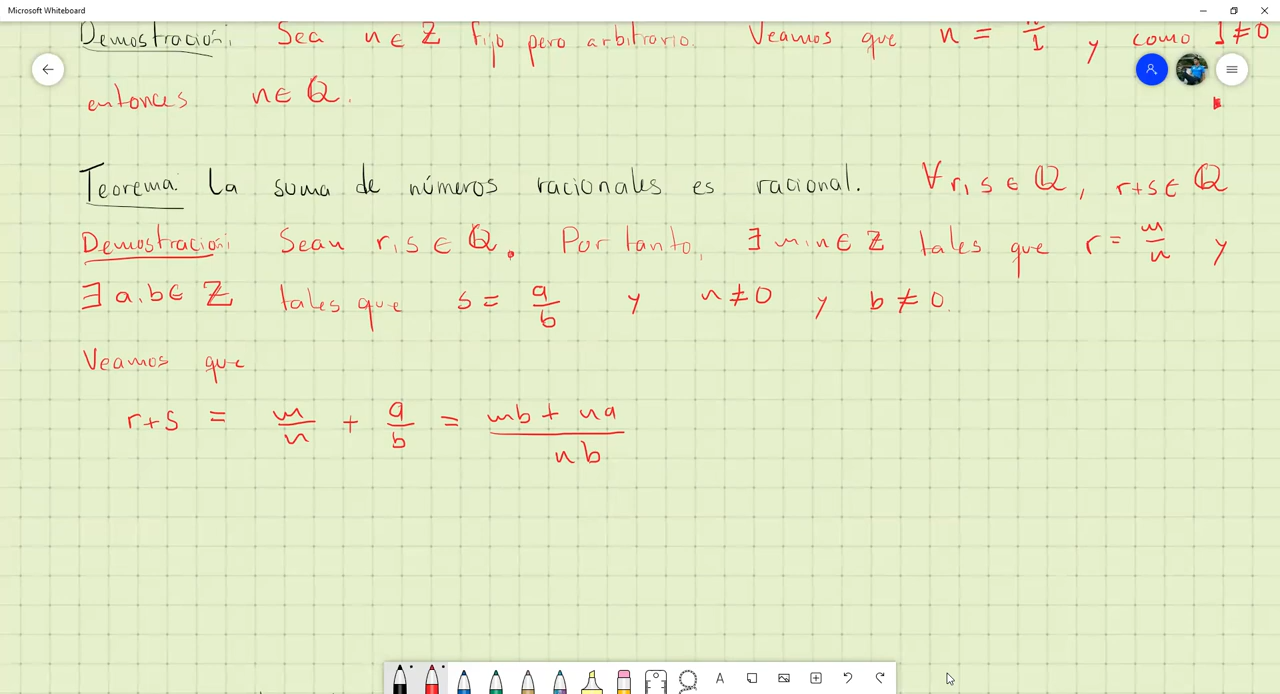 Microsoft Whiteboard
Demostración: Sea n ∈ ℤ fijo pero arbitrario. Veamos que n = n/1 y como 1 ≠ 0
entonces n ∈ ℚ.
Teorema: La suma de números racionales es racional. ∀ r, s ∈ ℚ, r+s ∈ ℚ
Demostración: Sean r, s ∈ ℚ. Por tanto, ∃ m, n ∈ ℤ tales que r = m/n y
∃ a, b ∈ ℤ tales que s = a/b y n ≠ 0 y b ≠ 0.
Veamos que
r+s = m/n + a/b = (mb + na)/(nb)
A